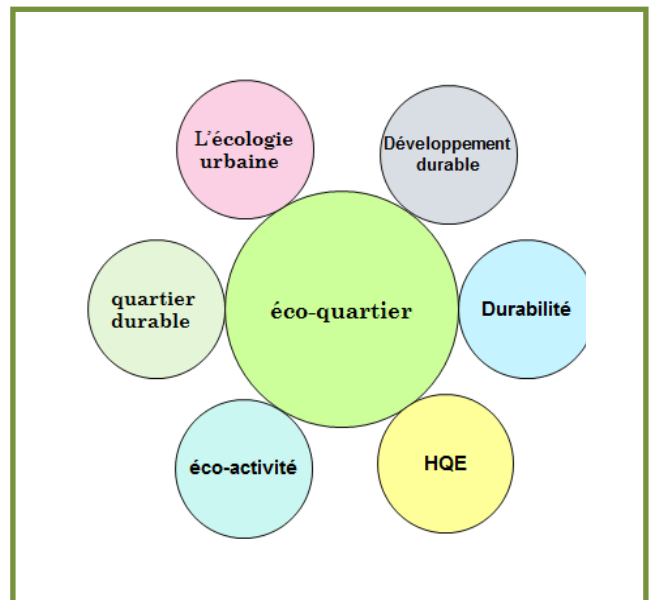 L'écologie
urbaine
Développement
durable
quartier
durable
éco-quartier
Durabilité
éco-activité
HQE